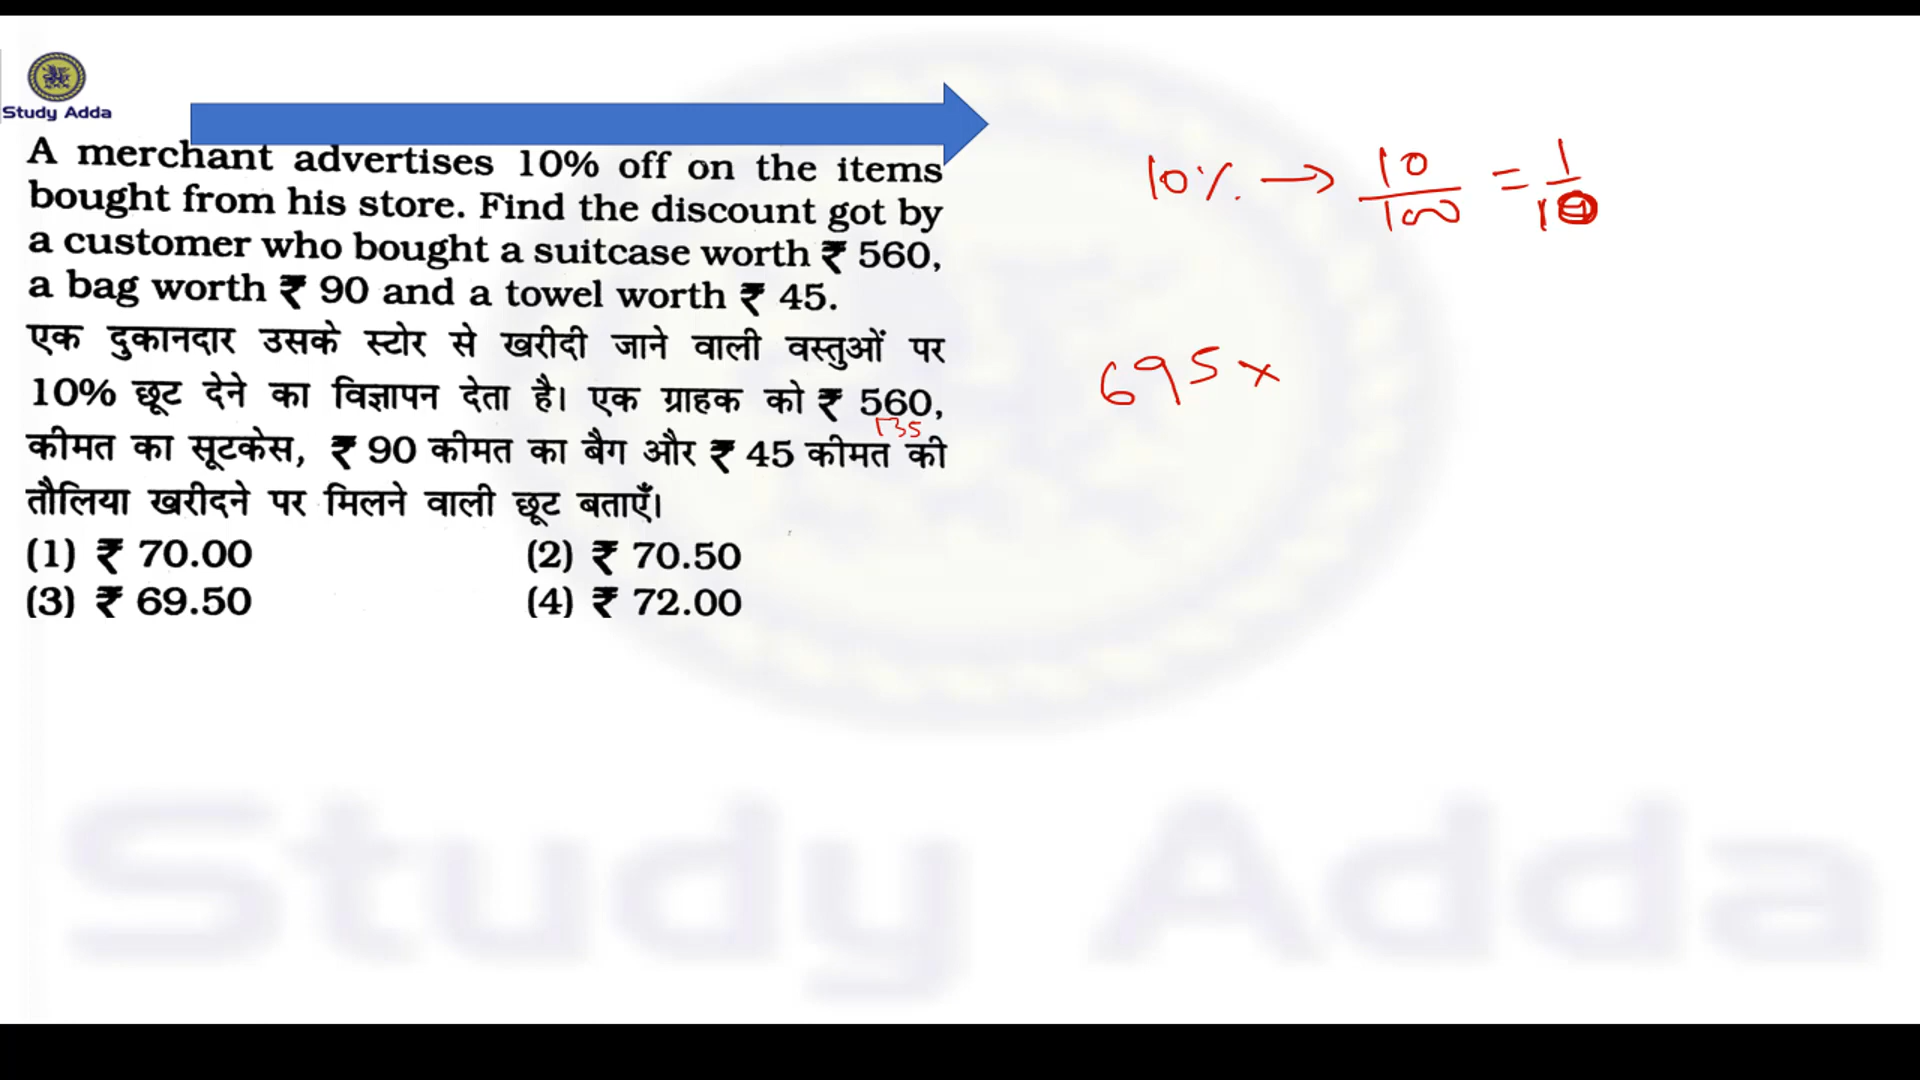 Study Adda
A merchant advertises 10% off on the items
bought from his store. Find the discount got by
a customer who bought a suitcase worth ₹ 560,
a bag worth ₹ 90 and a towel worth ₹ 45.
एक दुकानदार उसके स्टोर से खरीदी जाने वाली वस्तुओं पर
10% छूट देने का विज्ञापन देता है। एक ग्राहक को ₹ 560,
135
कीमत का सूटकेस, ₹ 90 कीमत का बैग और ₹ 45 कीमत की
तौलिया खरीदने पर मिलने वाली छूट बताएँ।
(1) ₹ 70.00 (2) ₹ 70.50
(3) ₹ 69.50 (4) ₹ 72.00
10% → 10/100 = 1/10
695 ×
Study Adda